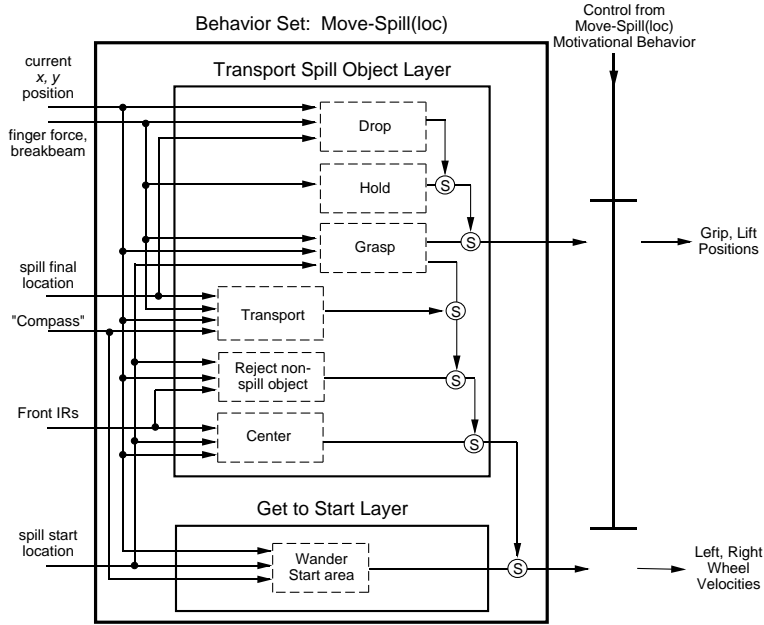 Behavior Set:  Move-Spill(loc)
Control from
Move-Spill(loc)
Motivational Behavior
current
x, y
position
Transport Spill Object Layer
finger force,
breakbeam
Drop
S
Hold
S
Grasp
S
Grip, Lift
Positions
spill final
location
"Compass"
Transport
S
Reject non-
spill object
S
Front IRs
Center
S
Get to Start Layer
spill start
location
Wander
Start area
S
Left, Right
Wheel
Velocities